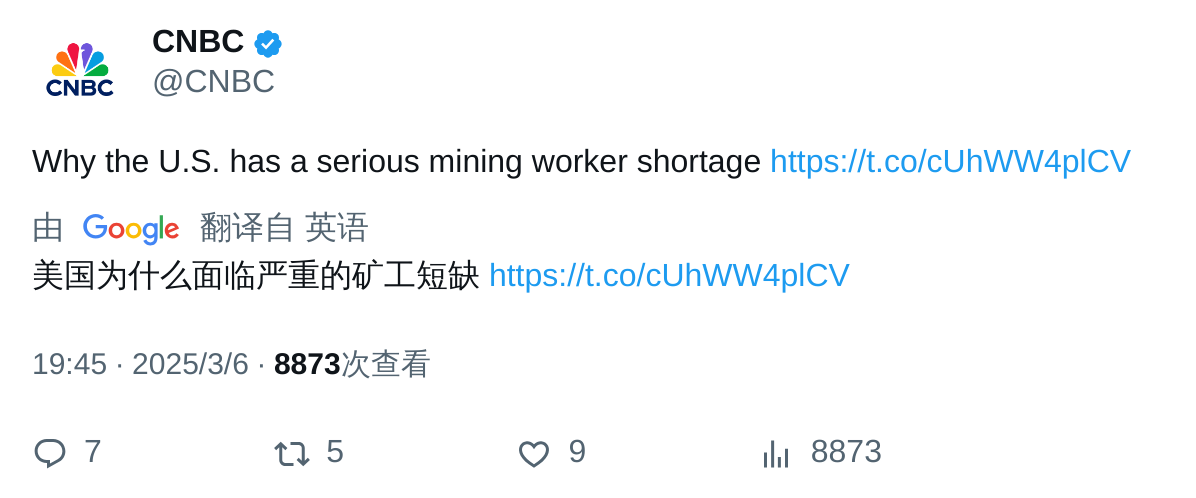 CNBC
CNBC
@CNBC
Why the U.S. has a serious mining worker shortage https://t.co/cUhWW4plCV
由 Google 翻译自 英语
美国为什么面临严重的矿工短缺 https://t.co/cUhWW4plCV
19:45 · 2025/3/6 · 8873次查看
7 5 9 8873